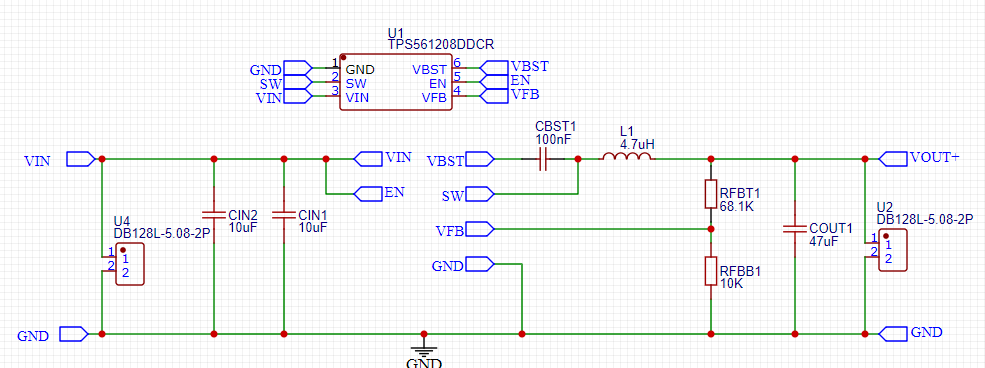 U1
TPS561208DDCR
GND 1 GND VBST 6 VBST
SW 2 SW EN 5 EN
VIN 3 VIN VFB 4 VFB
CBST1
100nF
L1
4.7uH
VIN
VIN
VBST
VOUT+
EN
SW
RFBT1
68.1K
U4
DB128L-5.08-2P
CIN2
10uF
CIN1
10uF
VFB
COUT1
47uF
U2
DB128L-5.08-2P
1 1
2 2
1 1
2 2
GND
RFBB1
10K
GND
GND
GND